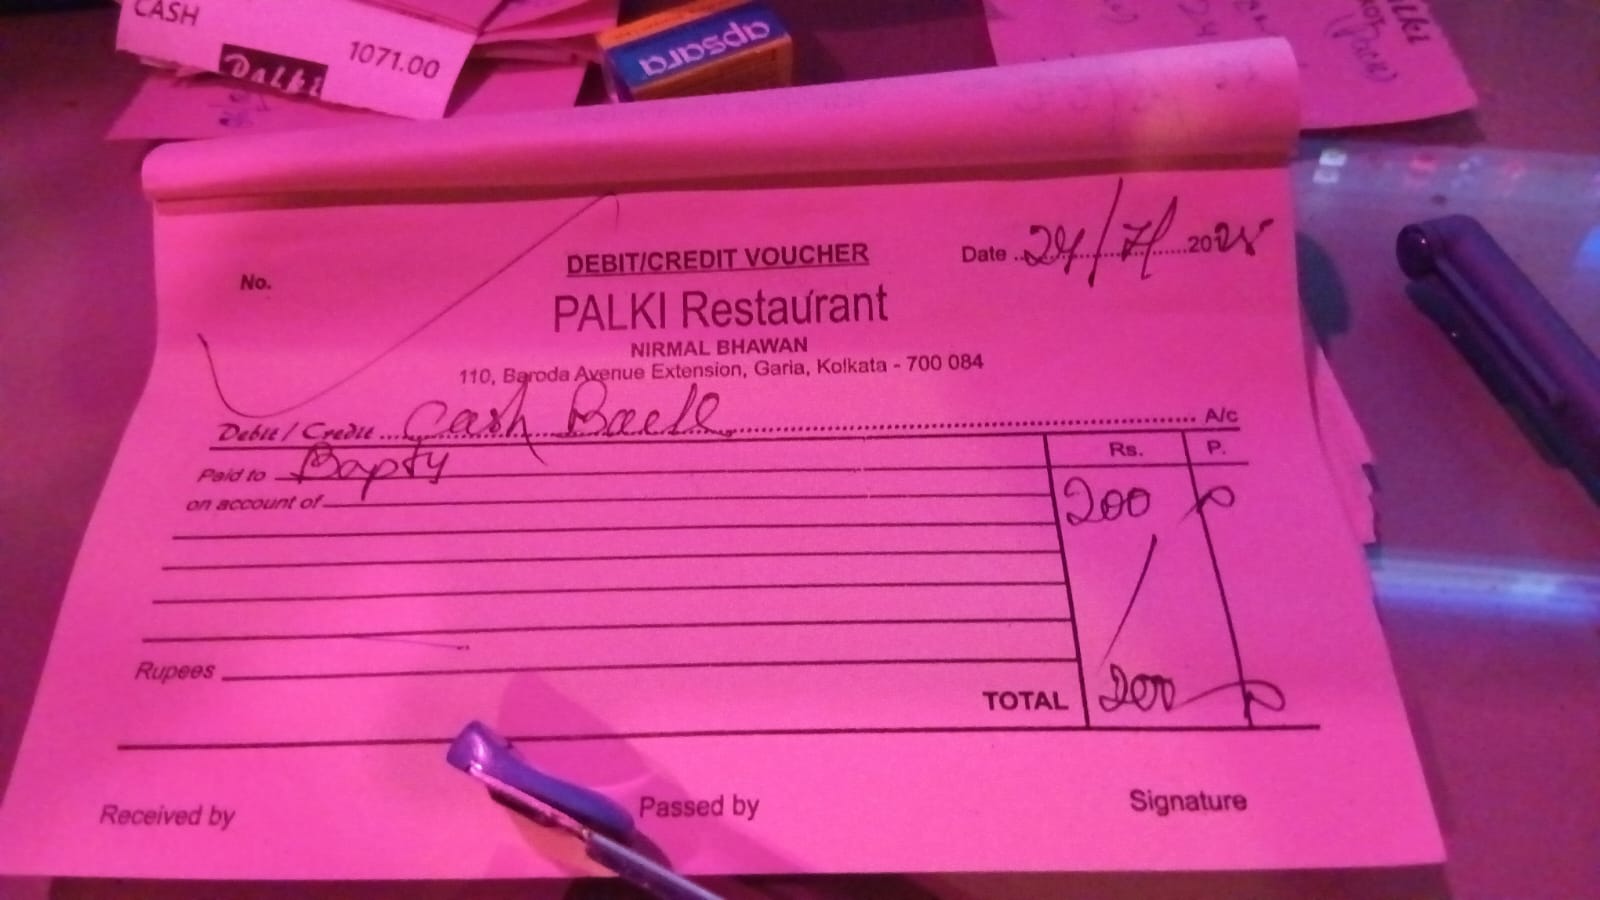 CASH
1071.00
Palki
apsara
DEBIT/CREDIT VOUCHER
No.
Date 24/7/2025
PALKI Restaurant
NIRMAL BHAWAN
110, Baroda Avenue Extension, Garia, Kolkata - 700 084
Debit / Credit Cash Back A/c
Paid to Bapty
Rs. P.
on account of
200
Rupees
TOTAL 200
Received by Passed by Signature